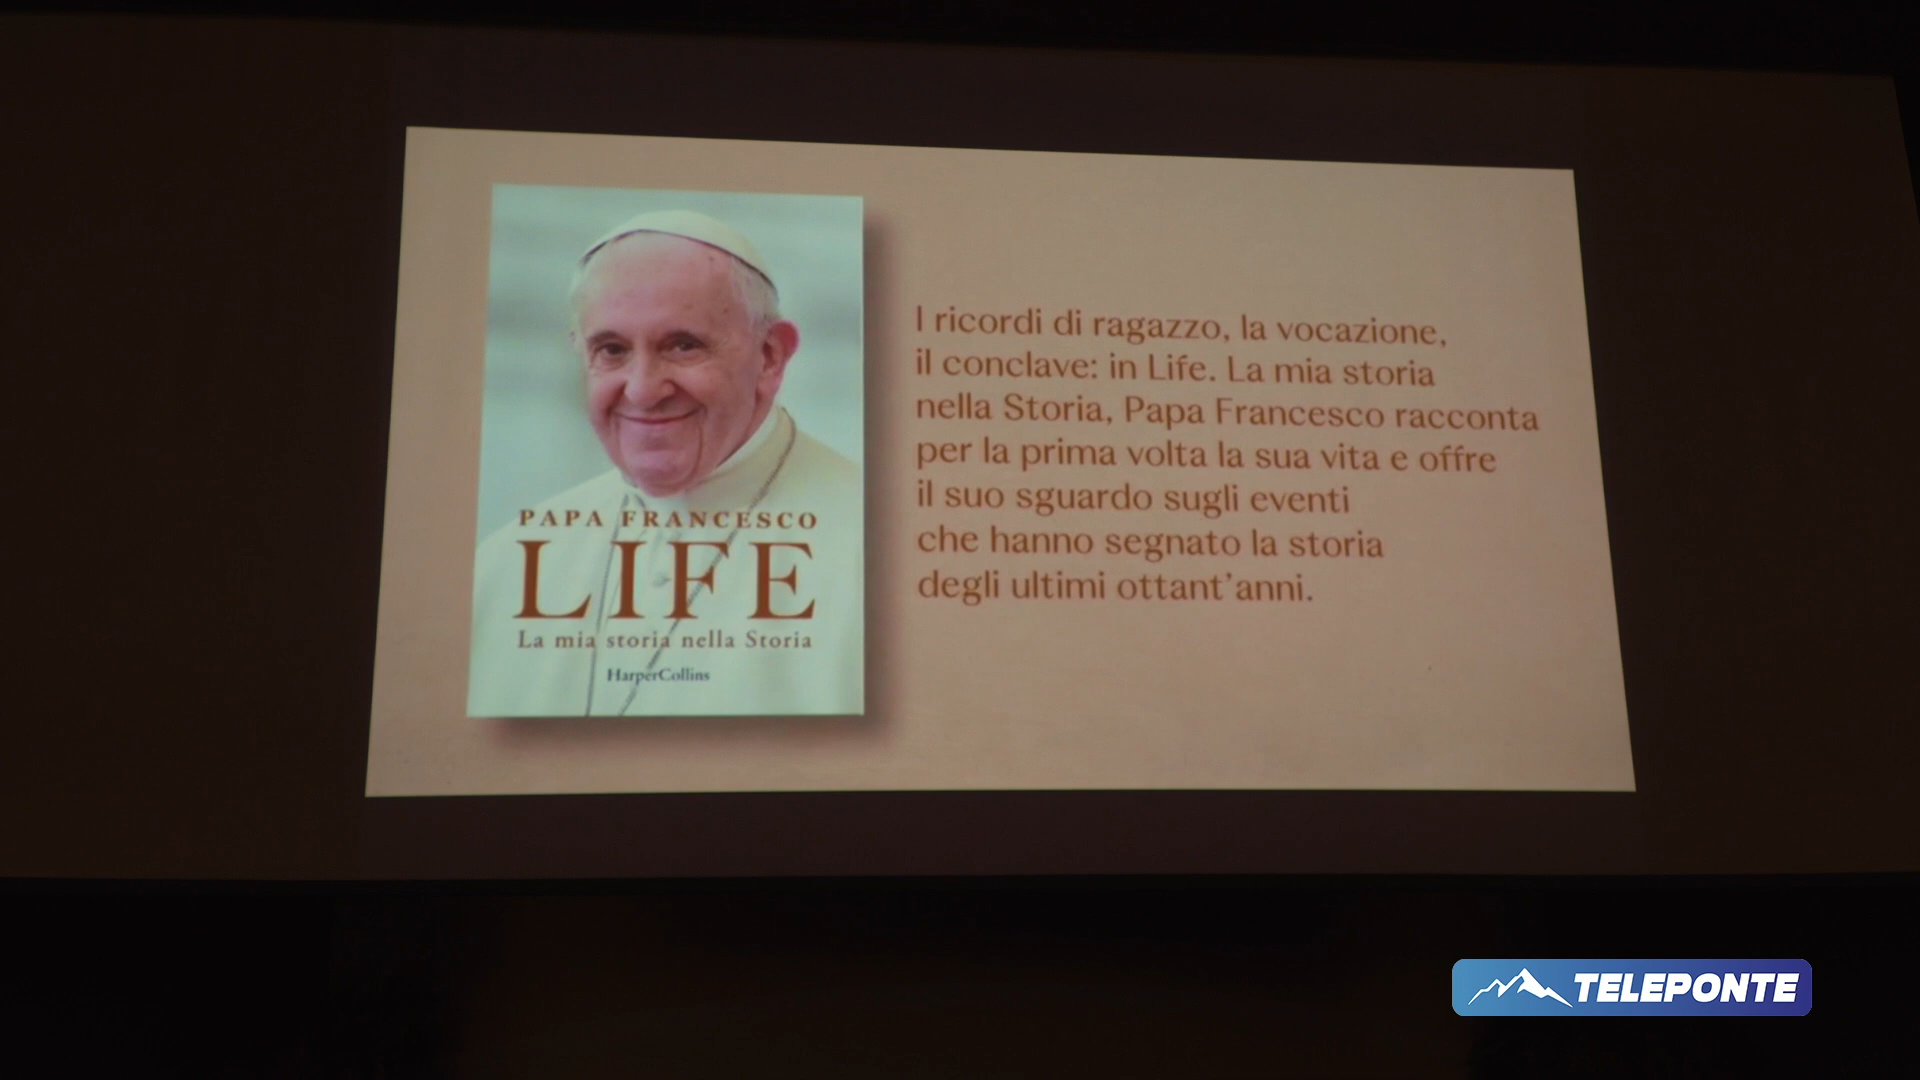 PAPA FRANCESCO
LIFE
La mia storia nella Storia
HarperCollins
I ricordi di ragazzo, la vocazione,
il conclave: in Life. La mia storia
nella Storia, Papa Francesco racconta
per la prima volta la sua vita e offre
il suo sguardo sugli eventi
che hanno segnato la storia
degli ultimi ottant'anni.
TELEPONTE